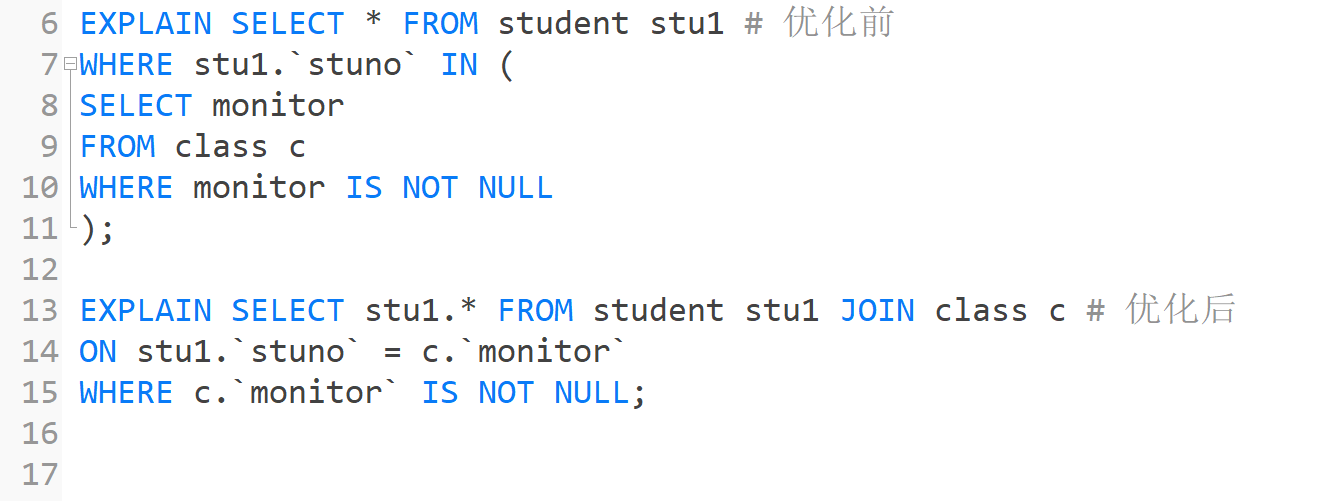 6 EXPLAIN SELECT * FROM student stu1 # 优化前
7 WHERE stu1.`stuno` IN (
8 SELECT monitor
9 FROM class c
10 WHERE monitor IS NOT NULL
11 );
12
13 EXPLAIN SELECT stu1.* FROM student stu1 JOIN class c # 优化后
14 ON stu1.`stuno` = c.`monitor`
15 WHERE c.`monitor` IS NOT NULL;
16
17